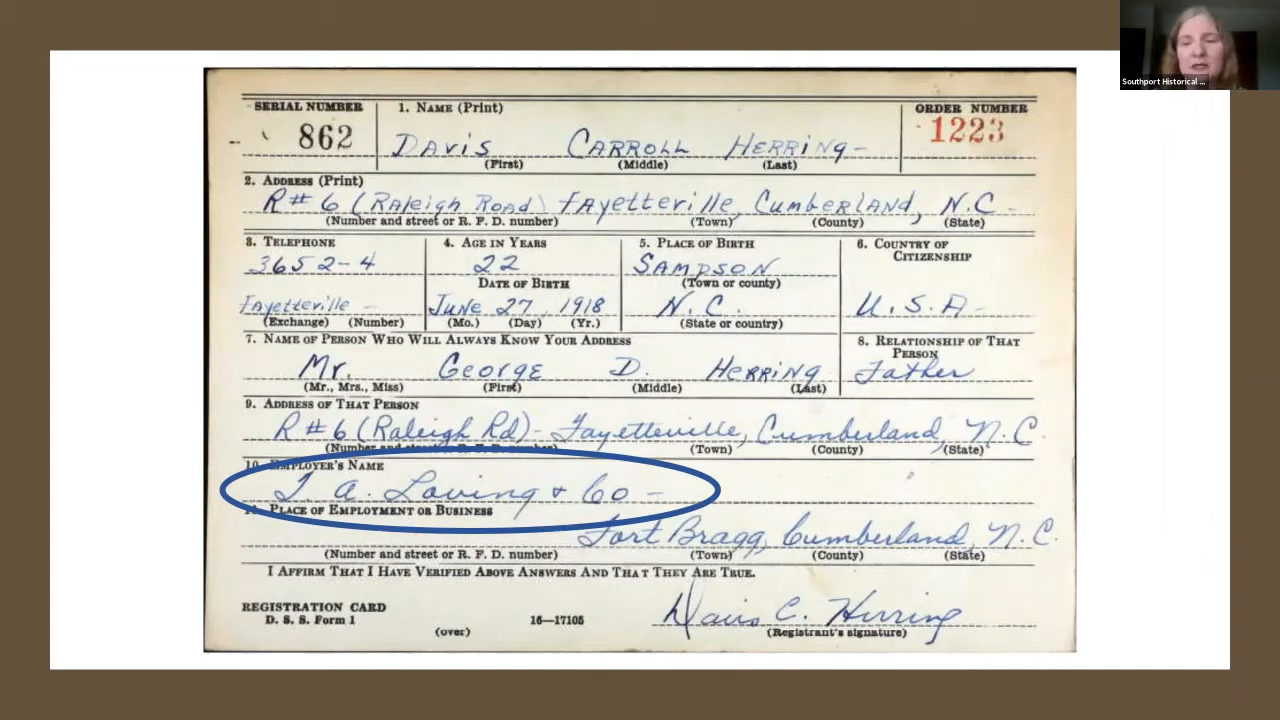 Southport Historical ...
SERIAL NUMBER 1. NAME (Print) ORDER NUMBER
862 DAVIS CARROLL HERRING- 1223
(First) (Middle) (Last)
2. ADDRESS (Print)
R# 6 (RALEIGH ROAD) FAYETTEVILLE, CUMBERLAND, N.C -
(Number and street or R. F. D. number) (Town) (County) (State)
3. TELEPHONE 4. AGE IN YEARS 5. PLACE OF BIRTH 6. COUNTRY OF CITIZENSHIP
3652-4 22 SAMPSON
DATE OF BIRTH (Town or county)
Fayetteville - JUNE 27, 1918 N.C. U.S.A-
(Exchange) (Number) (Mo.) (Day) (Yr.) (State or country)
7. NAME OF PERSON WHO WILL ALWAYS KNOW YOUR ADDRESS 8. RELATIONSHIP OF THAT PERSON
Mr. GEORGE D. HERRING Father
(Mr., Mrs., Miss) (First) (Middle) (Last)
9. ADDRESS OF THAT PERSON
R#6 (Raleigh Rd)- Fayetteville, Cumberland, N.C.
(Number and street or R. F. D. number) (Town) (County) (State)
10. EMPLOYER'S NAME
T. A. Loving & Co -
11. PLACE OF EMPLOYMENT OR BUSINESS
Fort Bragg, Cumberland, N.C.
(Number and street or R. F. D. number) (Town) (County) (State)
I AFFIRM THAT I HAVE VERIFIED ABOVE ANSWERS AND THAT THEY ARE TRUE.
REGISTRATION CARD
D. S. S. Form 1 16—17105 Davis C. Herring
(over) (Registrant's signature)